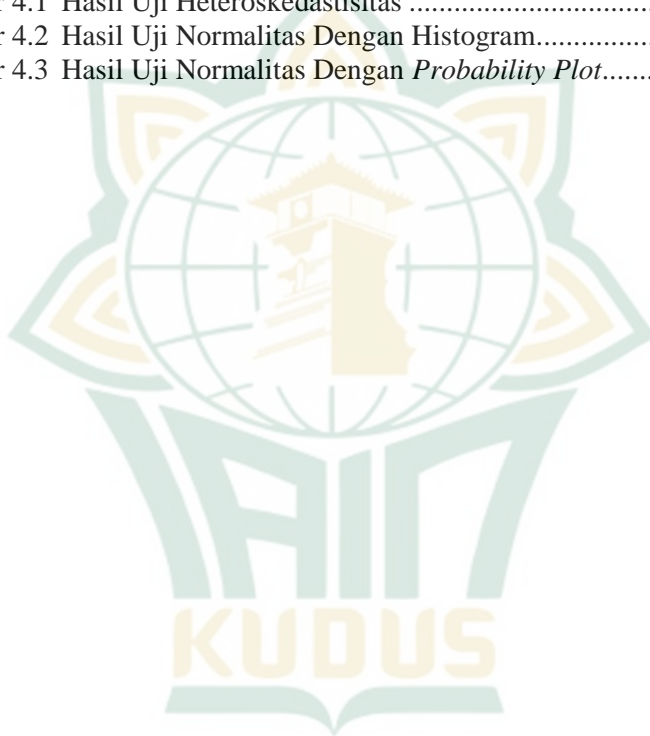 r 4.1 Hasil Uji Heteroskedastisitas ...................................
r 4.2 Hasil Uji Normalitas Dengan Histogram.................
r 4.3 Hasil Uji Normalitas Dengan Probability Plot.......
IAIN
KUDUS